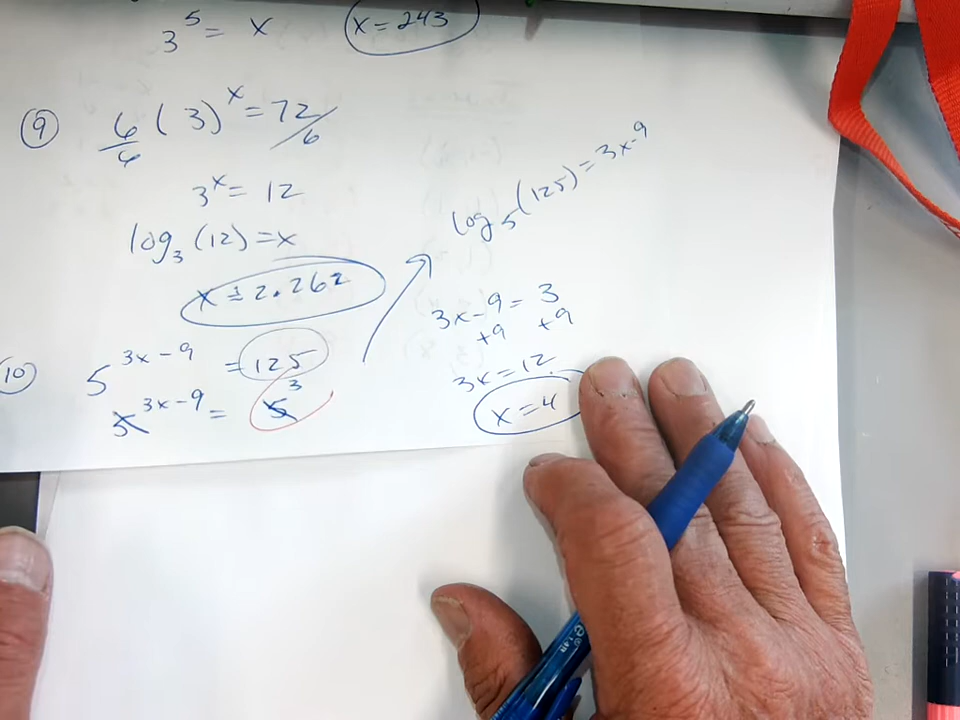 3^5 = x x = 243
9 6/6 (3)^x = 72/6
3^x = 12
log_3 (12) = x
x ≐ 2.262
10 5^{3x-9} = 125
5^{3x-9} = 5^3
log_5 (125) = 3x-9
3x - 9 = 3
+9 +9
3x = 12
x = 4